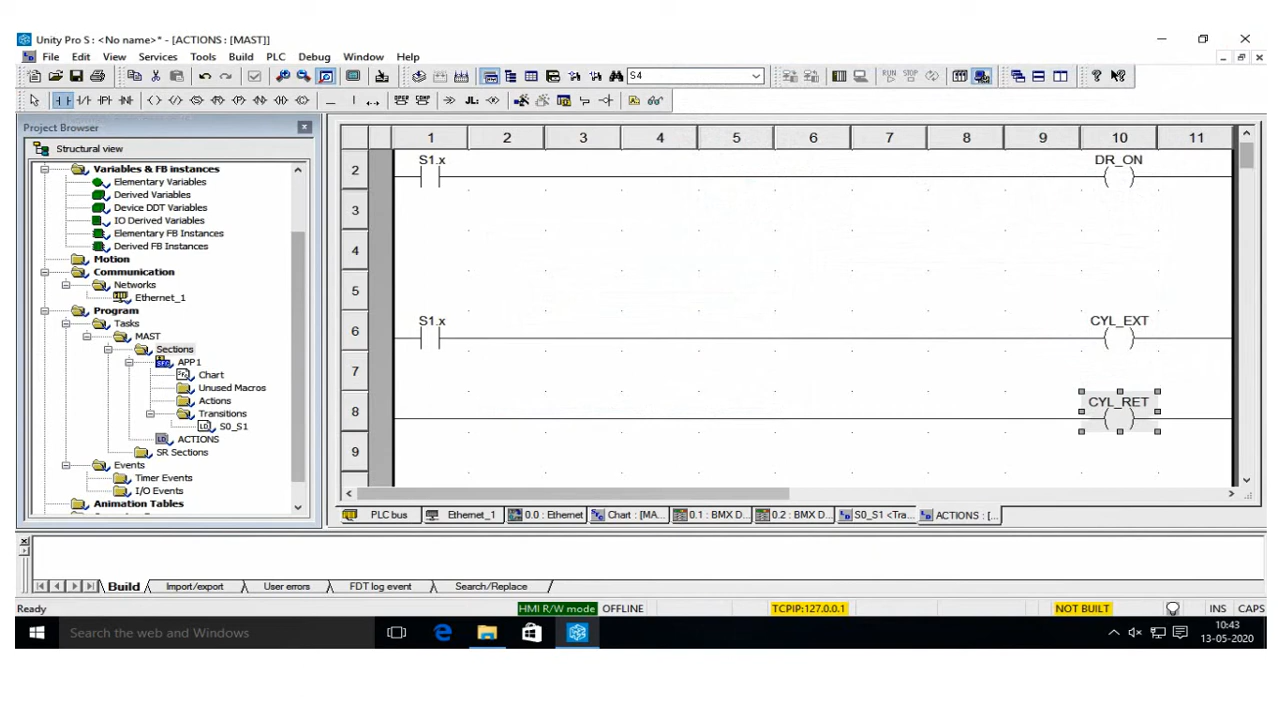 Unity Pro S : <No name>* - [ACTIONS : [MAST]]
File Edit View Services Tools Build PLC Debug Window Help
S4
Project Browser
Structural view
Variables & FB instances
Elementary Variables
Derived Variables
Device DDT Variables
IO Derived Variables
Elementary FB Instances
Derived FB Instances
Motion
Communication
Networks
Ethernet_1
Program
Tasks
MAST
Sections
APP1
Chart
Unused Macros
Actions
Transitions
S0_S1
ACTIONS
SR Sections
Events
Timer Events
I/O Events
Animation Tables
1 2 3 4 5 6 7 8 9 10 11
2
3
4
5
6
7
8
9
S1.x DR_ON
S1.x CYL_EXT
CYL_RET
PLC bus Ethernet_1 0.0 : Ethernet Chart : [MA... 0.1 : BMX D... 0.2 : BMX D... S0_S1 <Tra... ACTIONS : [...
Build Import/export User errors FDT log event Search/Replace
Ready HMI R/W mode OFFLINE TCPIP:127.0.0.1 NOT BUILT INS CAPS
Search the web and Windows
10:43
13-05-2020